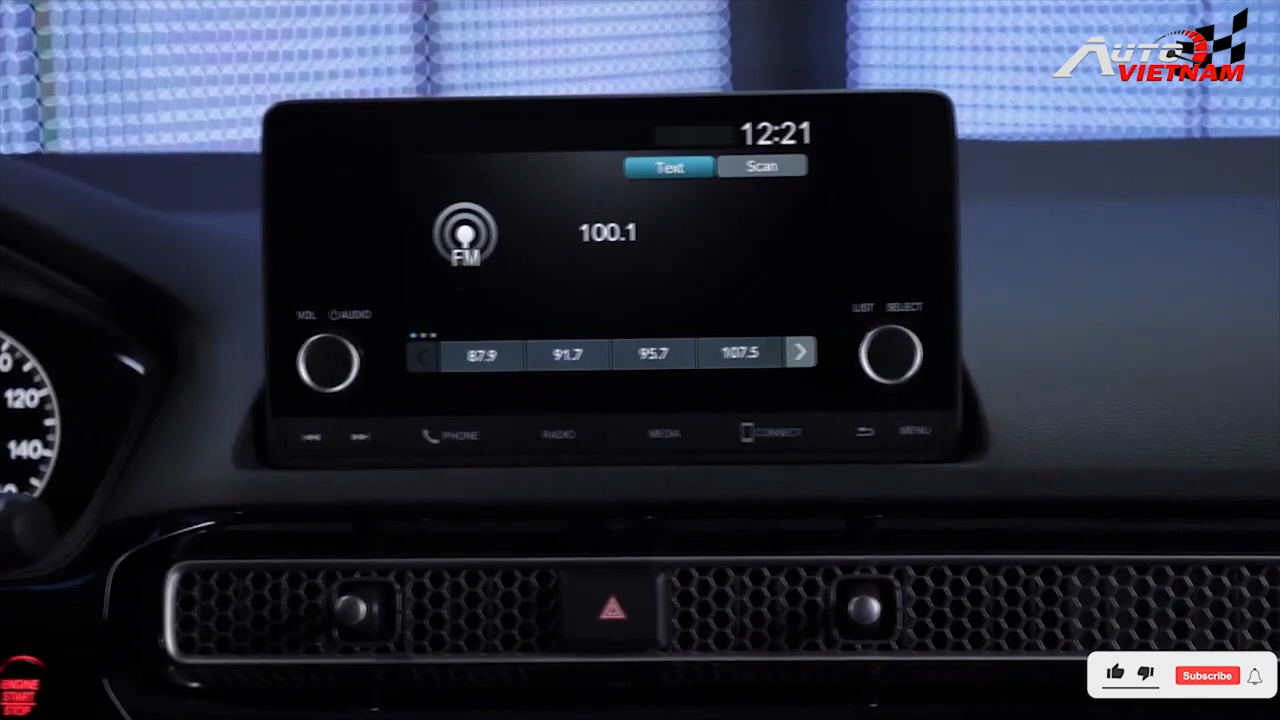 AUTO
VIETNAM
12:21
Text Scan
FM
100.1
VOL AUDIO
LIST SELECT
87.9 91.7 95.7 107.5
120
140
PHONE RADIO MEDIA CONNECT MENU
ENGINE
START
STOP
Subscribe